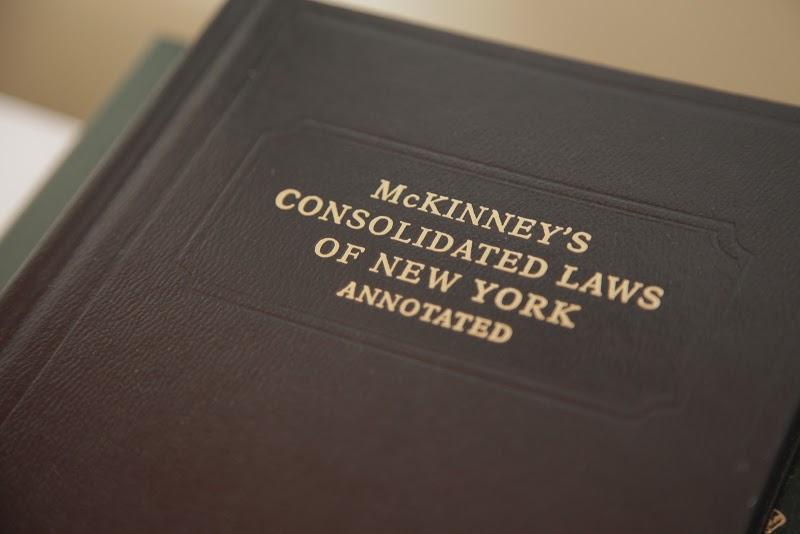 McKINNEY'S
CONSOLIDATED LAWS
OF NEW YORK
ANNOTATED